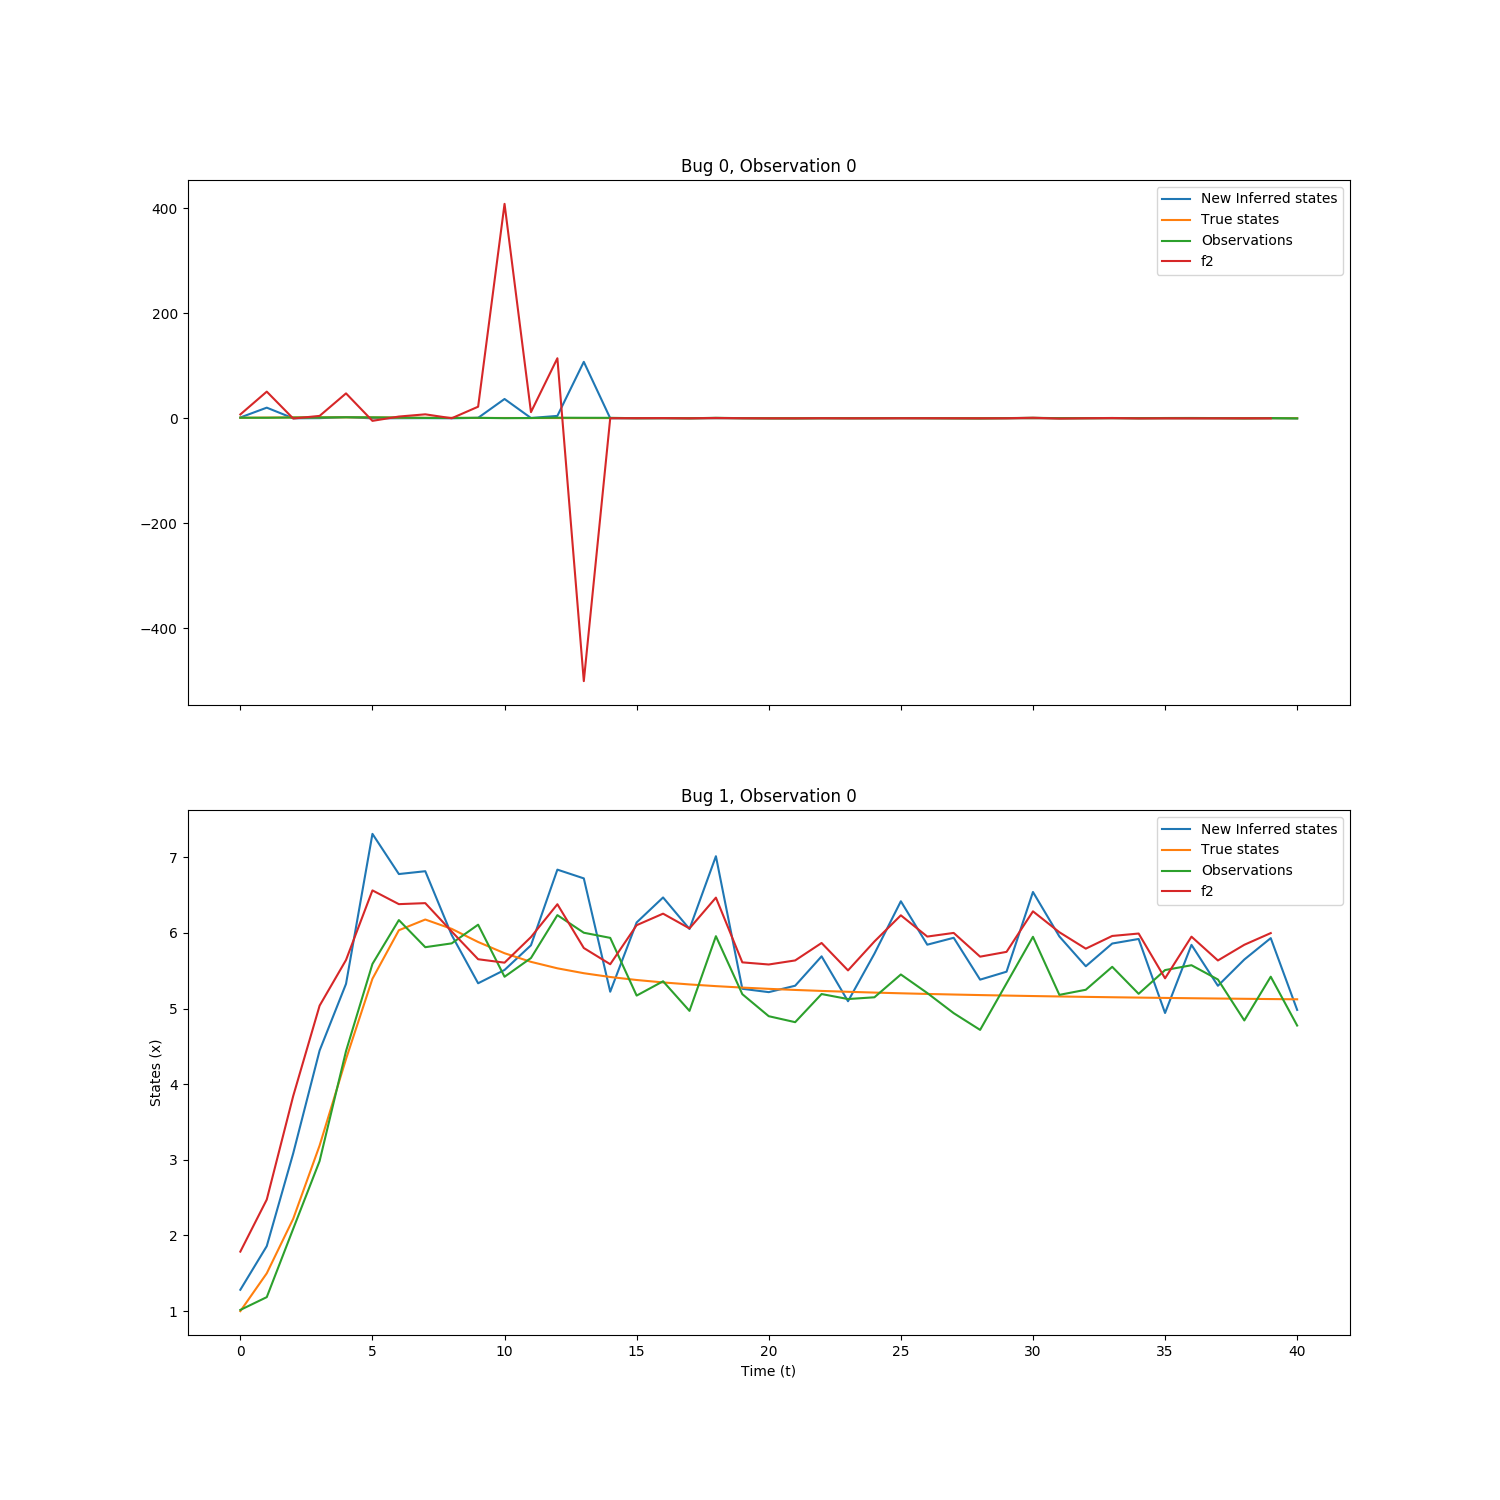 Bug 0, Observation 0
New Inferred states
True states
Observations
f2
400
200
0
−200
−400
Bug 1, Observation 0
New Inferred states
True states
Observations
f2
7
6
5
4
3
2
1
States (x)
0 5 10 15 20 25 30 35 40
Time (t)